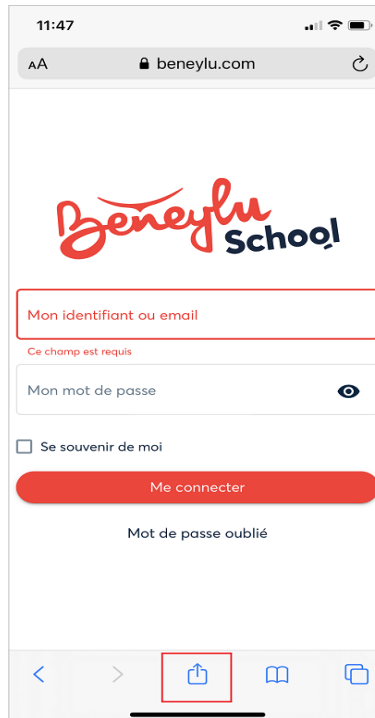 11:47
AA beneylu.com
Beneylu
School
Mon identifiant ou email
Ce champ est requis
Mon mot de passe
Se souvenir de moi
Me connecter
Mot de passe oublié